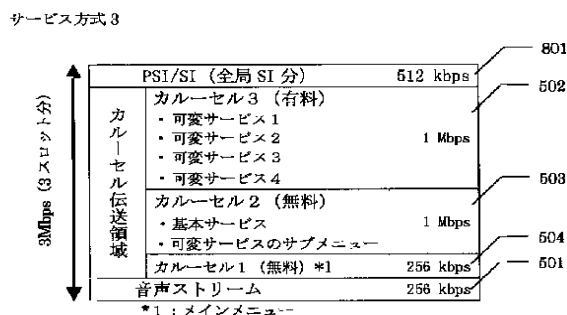 サービス方式3
PSI/SI (全局SI分) 512 kbps
801
カルーセル3 (有料)
・可変サービス1
・可変サービス2
・可変サービス3
・可変サービス4
1 Mbps
502
カルーセル2 (無料)
・基本サービス
・可変サービスのサブメニュー
1 Mbps
503
カルーセル1 (無料) *1 256 kbps
504
音声ストリーム 256 kbps
501
カルーセル伝送領域
3Mbps (3スロット分)
*1：メインメニュー